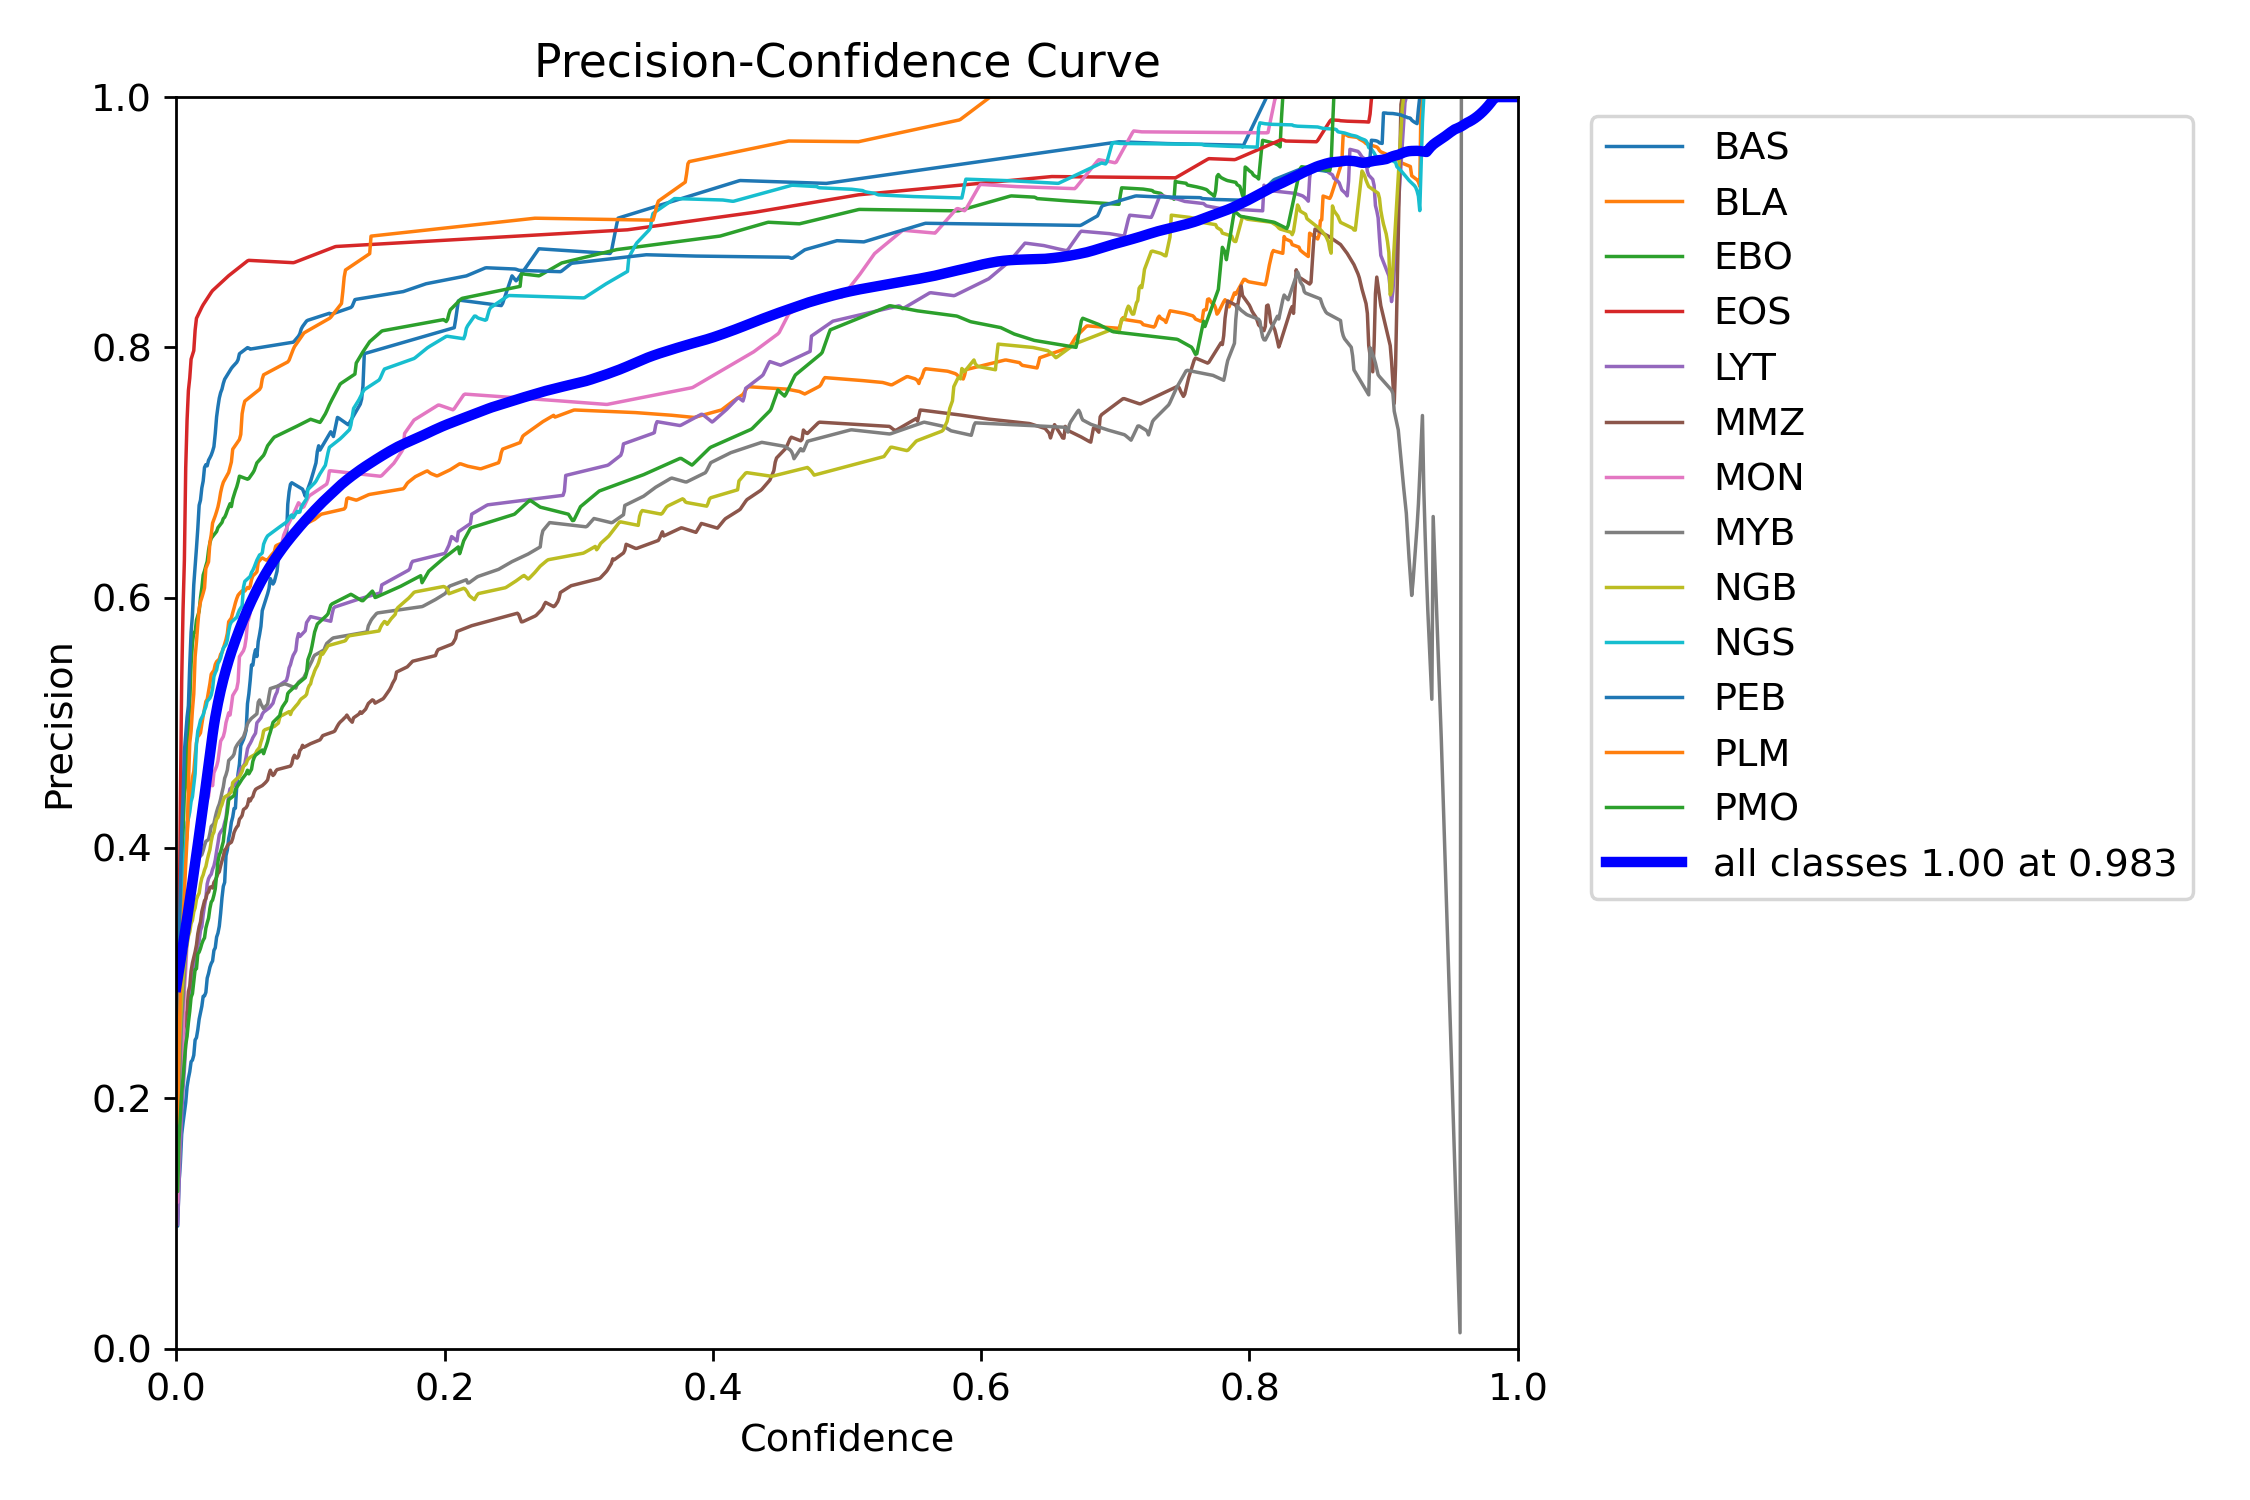 Precision-Confidence Curve
1.0
0.8
0.6
0.4
0.2
0.0
Precision
0.0 0.2 0.4 0.6 0.8 1.0
Confidence
BAS
BLA
EBO
EOS
LYT
MMZ
MON
MYB
NGB
NGS
PEB
PLM
PMO
all classes 1.00 at 0.983